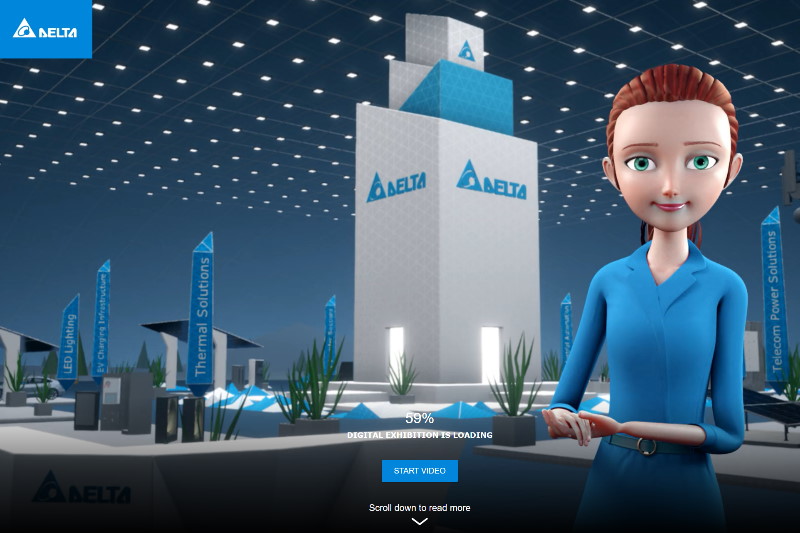 DELTA
DELTA
DELTA
LED Lighting
EV Charging Infrastructure
Thermal Solutions
Telecom Power Solutions
59%
DIGITAL EXHIBITION IS LOADING
START VIDEO
DELTA
Scroll down to read more